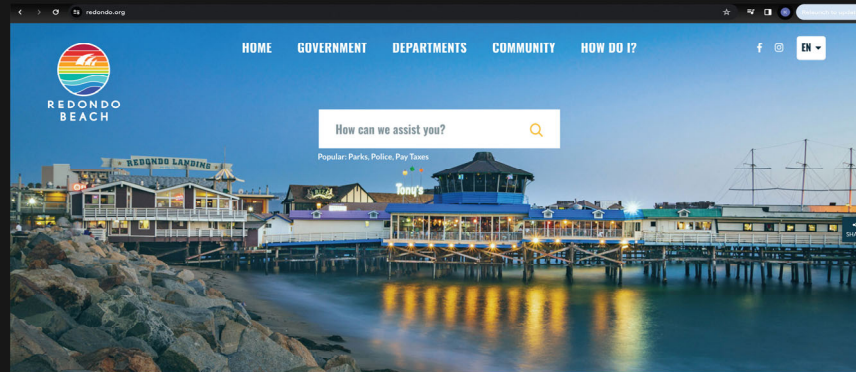 redondo.org
HOME GOVERNMENT DEPARTMENTS COMMUNITY HOW DO I?
EN
REDONDO
BEACH
How can we assist you?
Popular: Parks, Police, Pay Taxes
REDONDO LANDING
Tony's
SHA